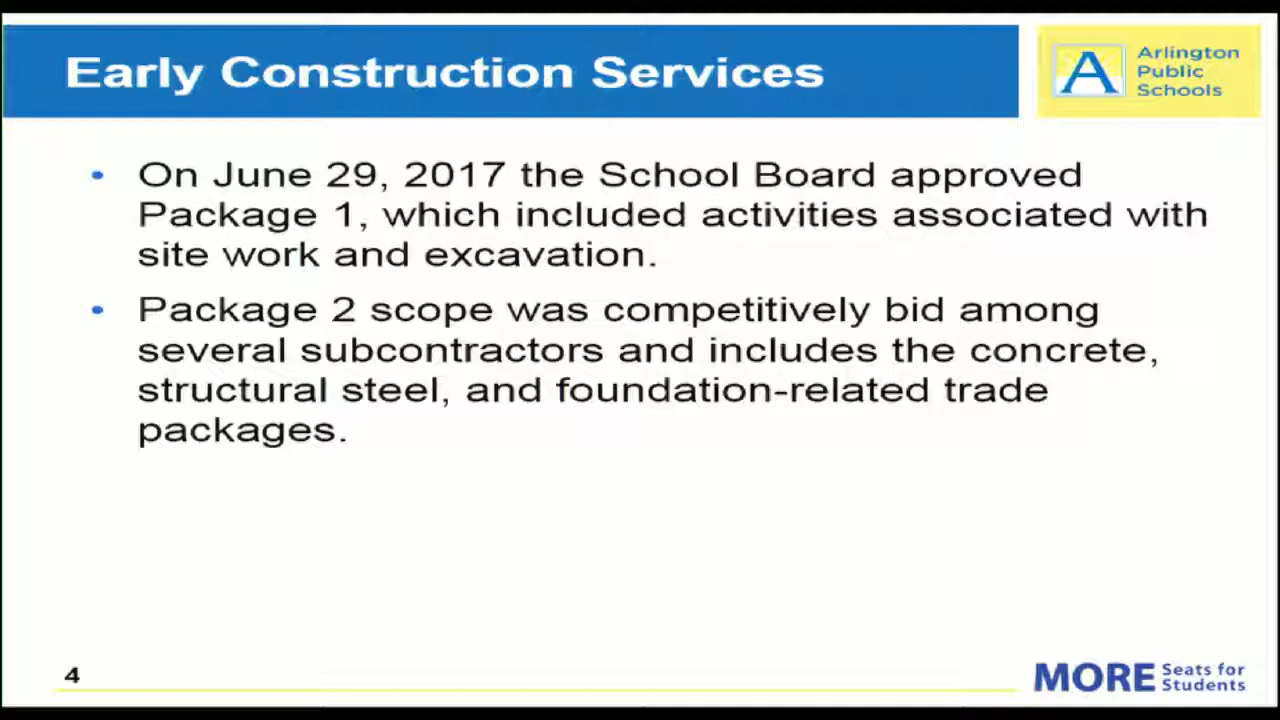 Early Construction Services
A
Arlington
Public
Schools
• On June 29, 2017 the School Board approved
Package 1, which included activities associated with
site work and excavation.
• Package 2 scope was competitively bid among
several subcontractors and includes the concrete,
structural steel, and foundation-related trade
packages.
4
MORE Seats for
Students